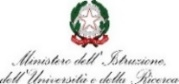 Ministero dell'Istruzione,
dell'Università e della Ricerca